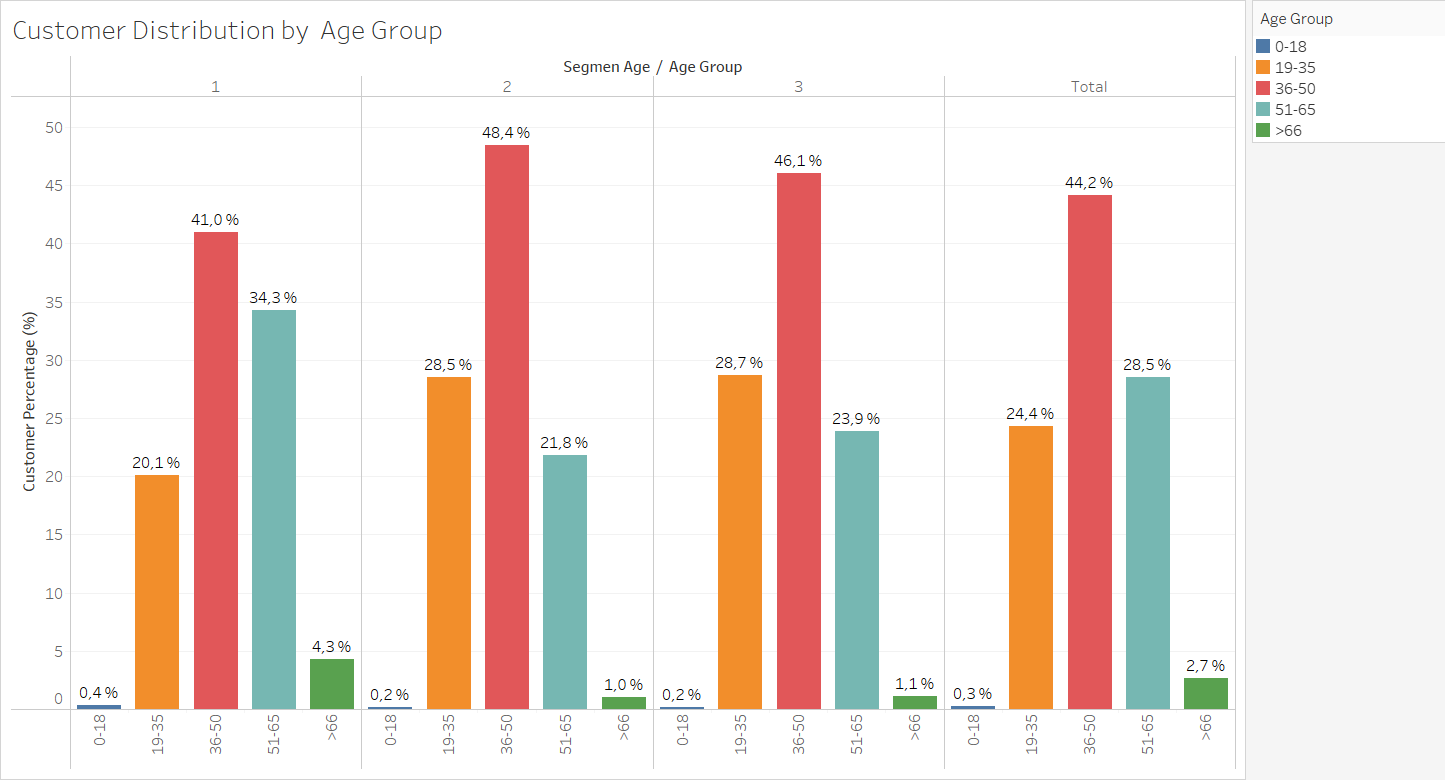 Customer Distribution by  Age Group
Segmen Age / Age Group
1 2 3 Total
Customer Percentage (%)
50
45
40
35
30
25
20
15
10
5
0
0,4 % 20,1 % 41,0 % 34,3 % 4,3 %
0,2 % 28,5 % 48,4 % 21,8 % 1,0 %
0,2 % 28,7 % 46,1 % 23,9 % 1,1 %
0,3 % 24,4 % 44,2 % 28,5 % 2,7 %
0-18 19-35 36-50 51-65 >66 0-18 19-35 36-50 51-65 >66 0-18 19-35 36-50 51-65 >66 0-18 19-35 36-50 51-65 >66
Age Group
0-18
19-35
36-50
51-65
>66